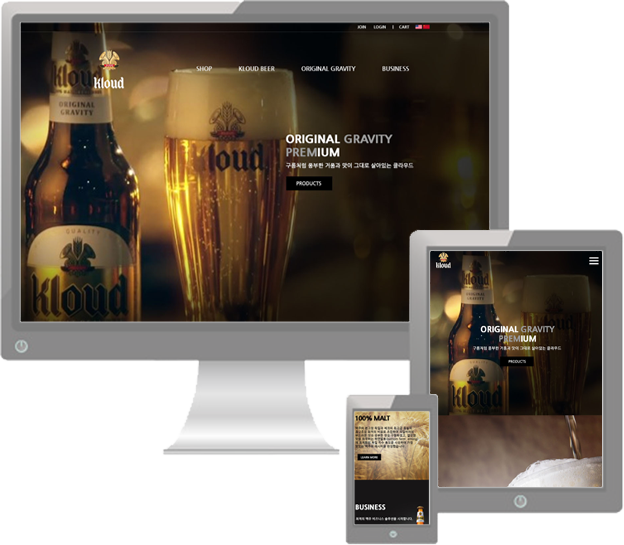 JOIN LOGIN | CART
kloud
SHOP KLOUD BEER ORIGINAL GRAVITY BUSINESS
kloud
ORIGINAL
GRAVITY
kloud
ORIGINAL GRAVITY
PREMIUM
구름처럼 풍부한 거품과 맛이 그대로 살아있는 클라우드
PRODUCTS
QUALITY
kloud
kloud
ORIGINAL GRAVITY
PREMIUM
구름처럼 풍부한 거품과 맛이 그대로 살아있는 클라우드
PRODUCTS
kloud
100% MALT
LEARN MORE
BUSINESS